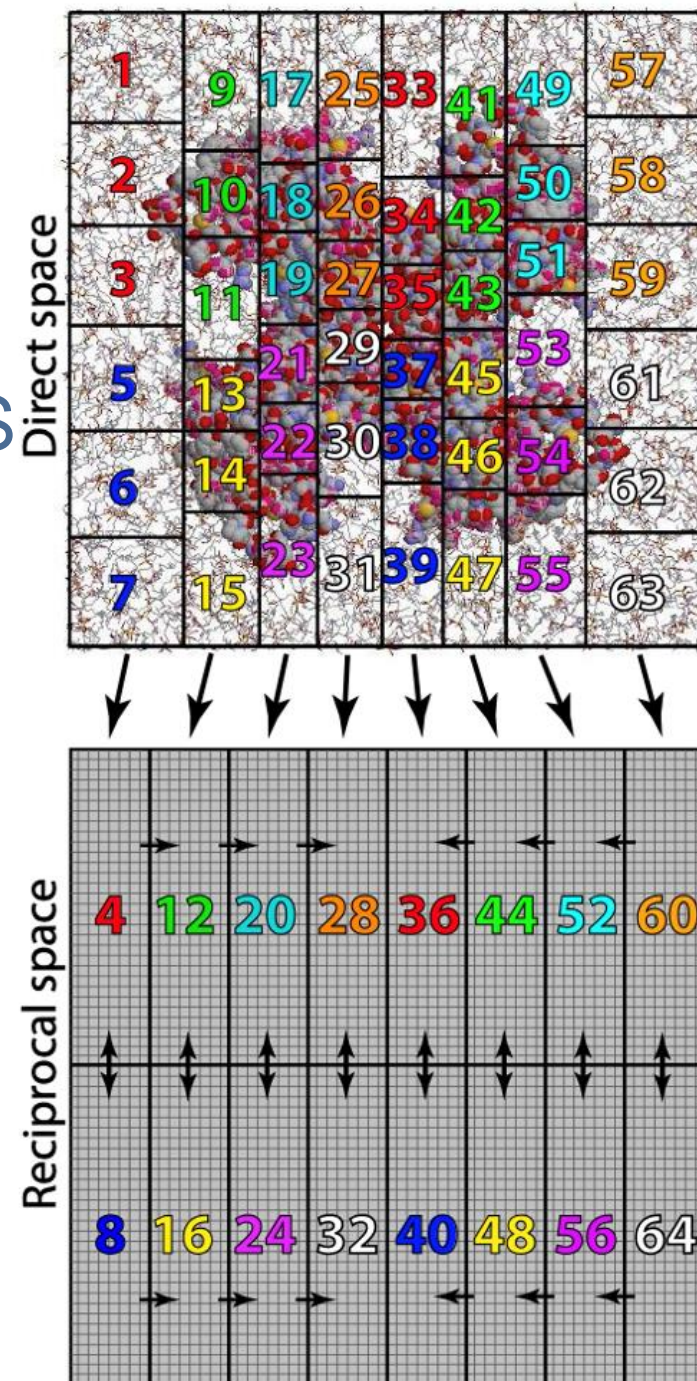 Direct space
1 9 17 25 33 41 49 57
2 10 18 26 34 42 50 58
3 11 19 27 35 43 51 59
5 13 21 29 37 45 53 61
6 14 22 30 38 46 54 62
7 15 23 31 39 47 55 63
s
Reciprocal space
4 12 20 28 36 44 52 60
8 16 24 32 40 48 56 64